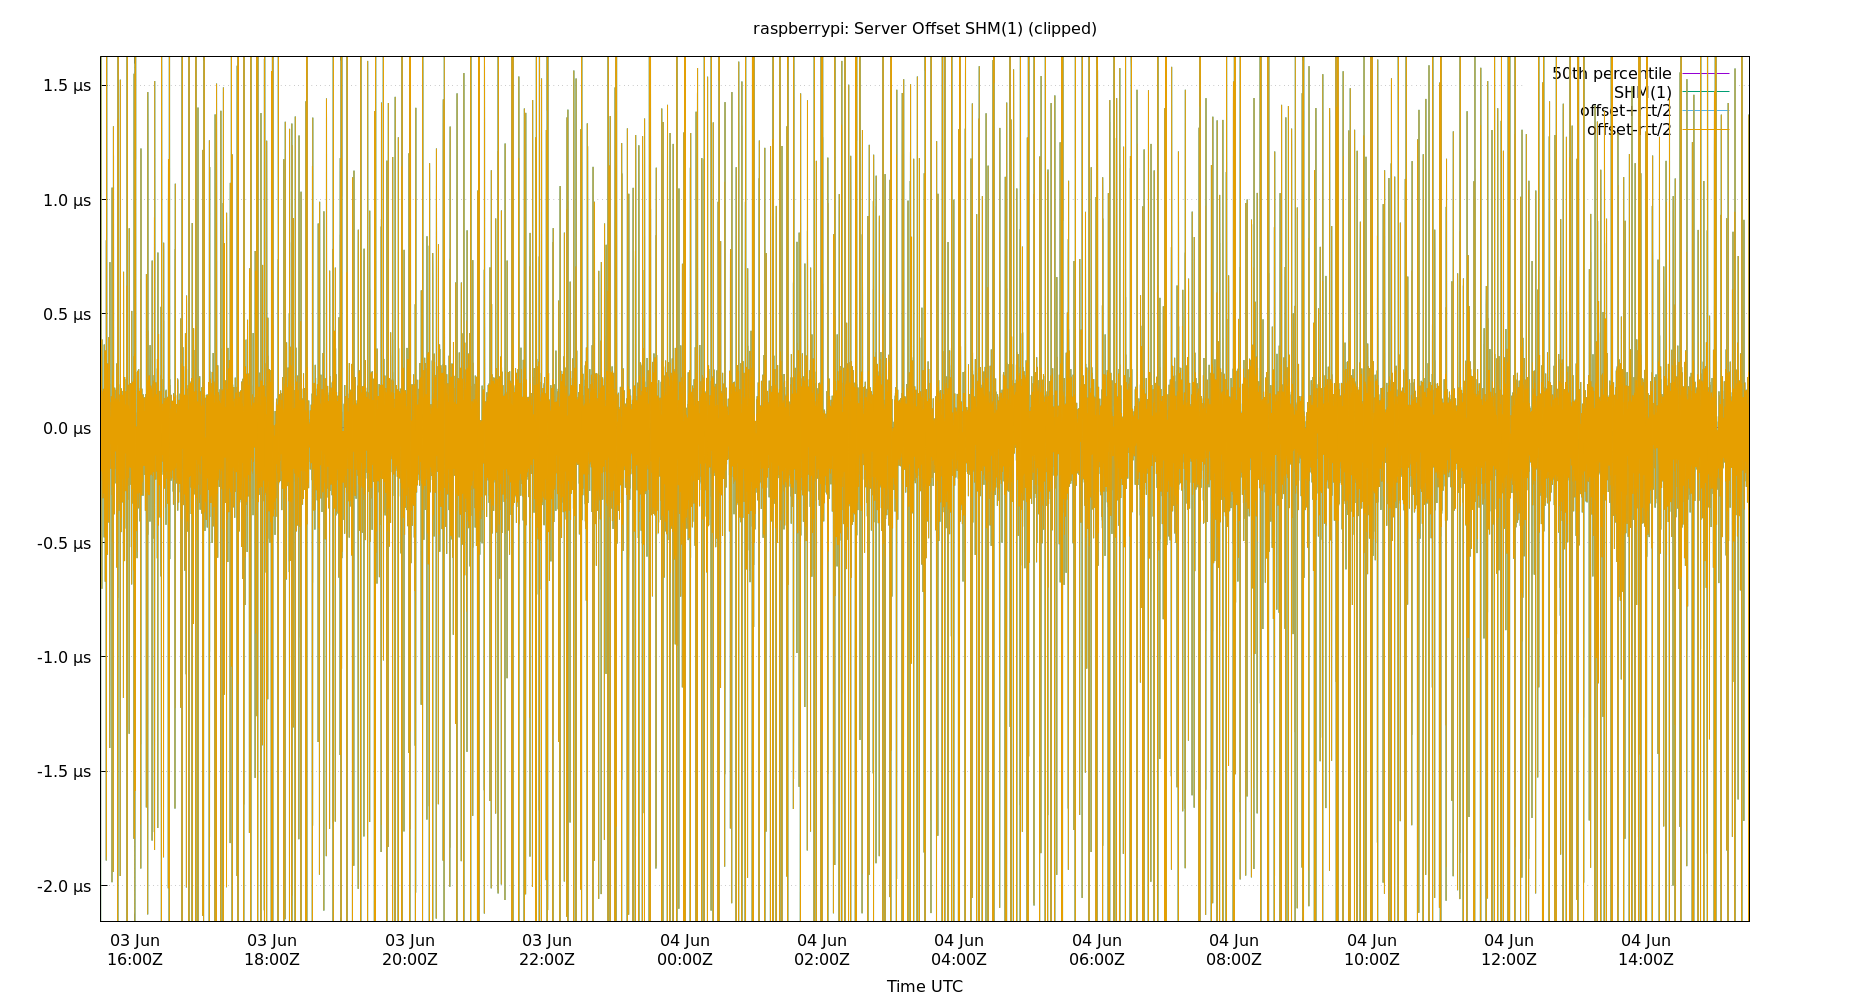 raspberrypi: Server Offset SHM(1) (clipped)
1.5 µs
1.0 µs
0.5 µs
0.0 µs
-0.5 µs
-1.0 µs
-1.5 µs
-2.0 µs
50th percentile
SHM(1)
offset+rtt/2
offset-rtt/2
03 Jun 03 Jun 03 Jun 03 Jun 04 Jun 04 Jun 04 Jun 04 Jun 04 Jun 04 Jun 04 Jun 04 Jun
16:00Z 18:00Z 20:00Z 22:00Z 00:00Z 02:00Z 04:00Z 06:00Z 08:00Z 10:00Z 12:00Z 14:00Z
Time UTC